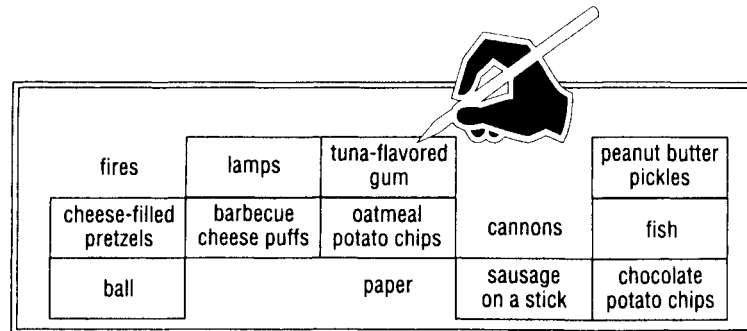 fires
lamps
tuna-flavored
gum
peanut butter
pickles
cheese-filled
pretzels
barbecue
cheese puffs
oatmeal
potato chips
cannons
fish
ball
paper
sausage
on a stick
chocolate
potato chips